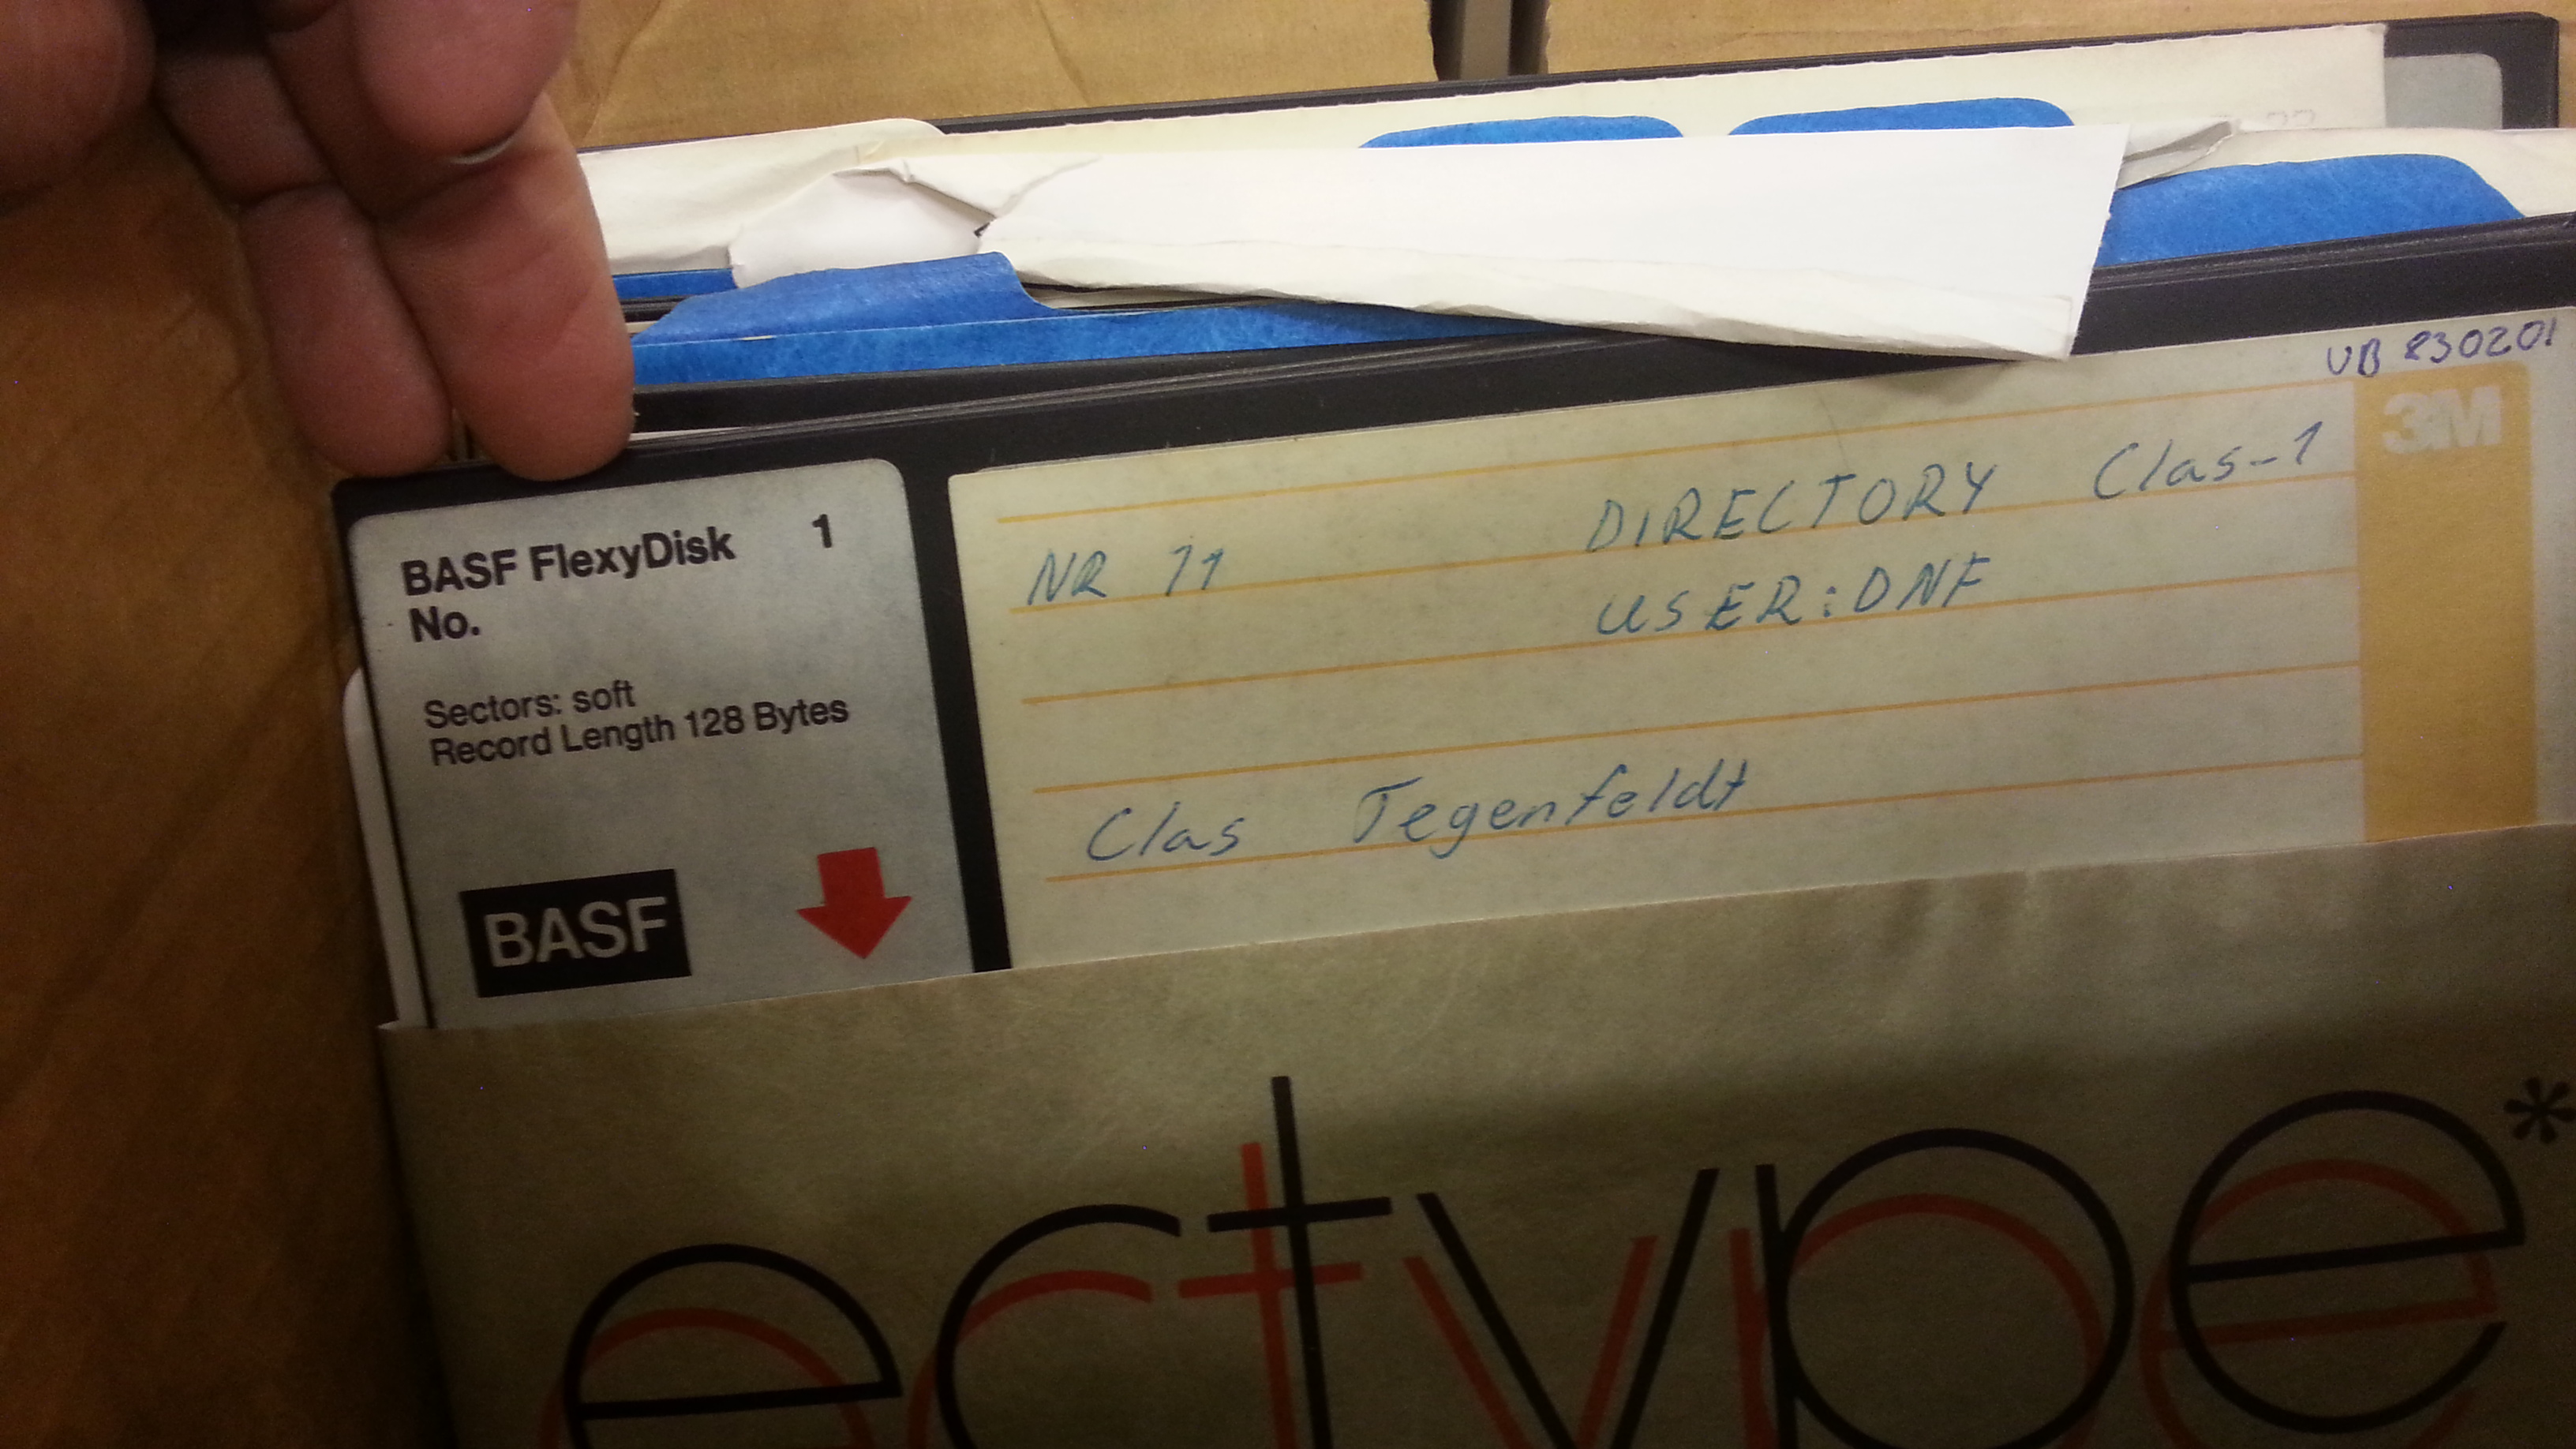 BASF FlexyDisk 1
No.
Sectors: soft
Record Length 128 Bytes
BASF
UB 830201
3M
NR 11 DIRECTORY Clas-1
USER: DNF
Clas Tegenfeldt
ectype*